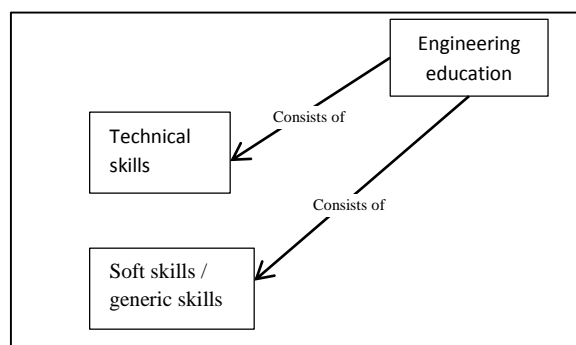 Engineering
education
Consists of
Technical
skills
Consists of
Soft skills /
generic skills